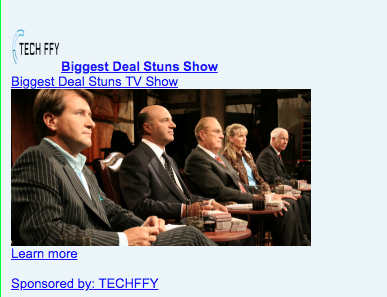 TECH FFY
Biggest Deal Stuns Show
Biggest Deal Stuns TV Show
Learn more
Sponsored by: TECHFFY